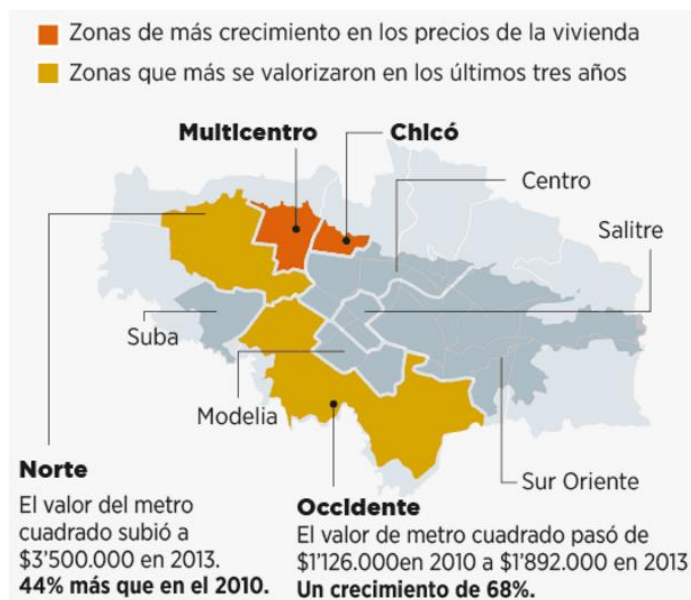 Zonas de más crecimiento en los precios de la vivienda
Zonas que más se valorizaron en los últimos tres años
Multicentro
Chicó
Centro
Salitre
Suba
Modelia
Sur Oriente
Norte
El valor del metro
cuadrado subió a
$3’500.000 en 2013.
44% más que en el 2010.
Occidente
El valor de metro cuadrado pasó de
$1’126.000en 2010 a $1’892.000 en 2013
Un crecimiento de 68%.